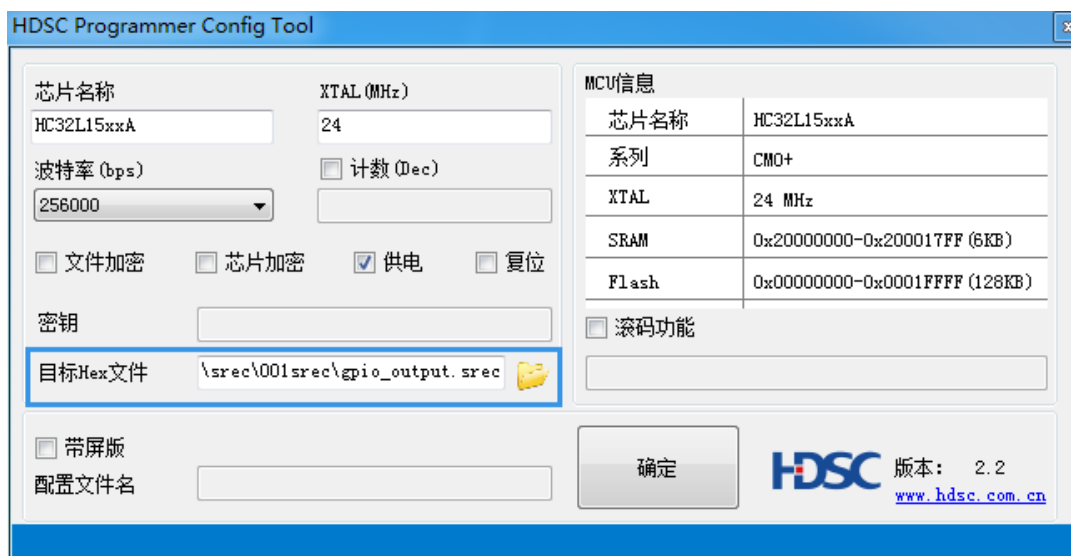 HDSC Programmer Config Tool
芯片名称
XTAL(MHz)
HC32L15xxA
24
波特率(bps)
计数(Dec)
256000
文件加密
芯片加密
供电
复位
密钥
目标Hex文件
\srec\001srec\gpio_output.srec
MCU信息
芯片名称 HC32L15xxA
系列 CM0+
XTAL 24 MHz
SRAM 0x20000000-0x200017FF(6KB)
Flash 0x00000000-0x0001FFFF(128KB)
滚码功能
带屏版
配置文件名
确定
HDSC
版本: 2.2
www.hdsc.com.cn